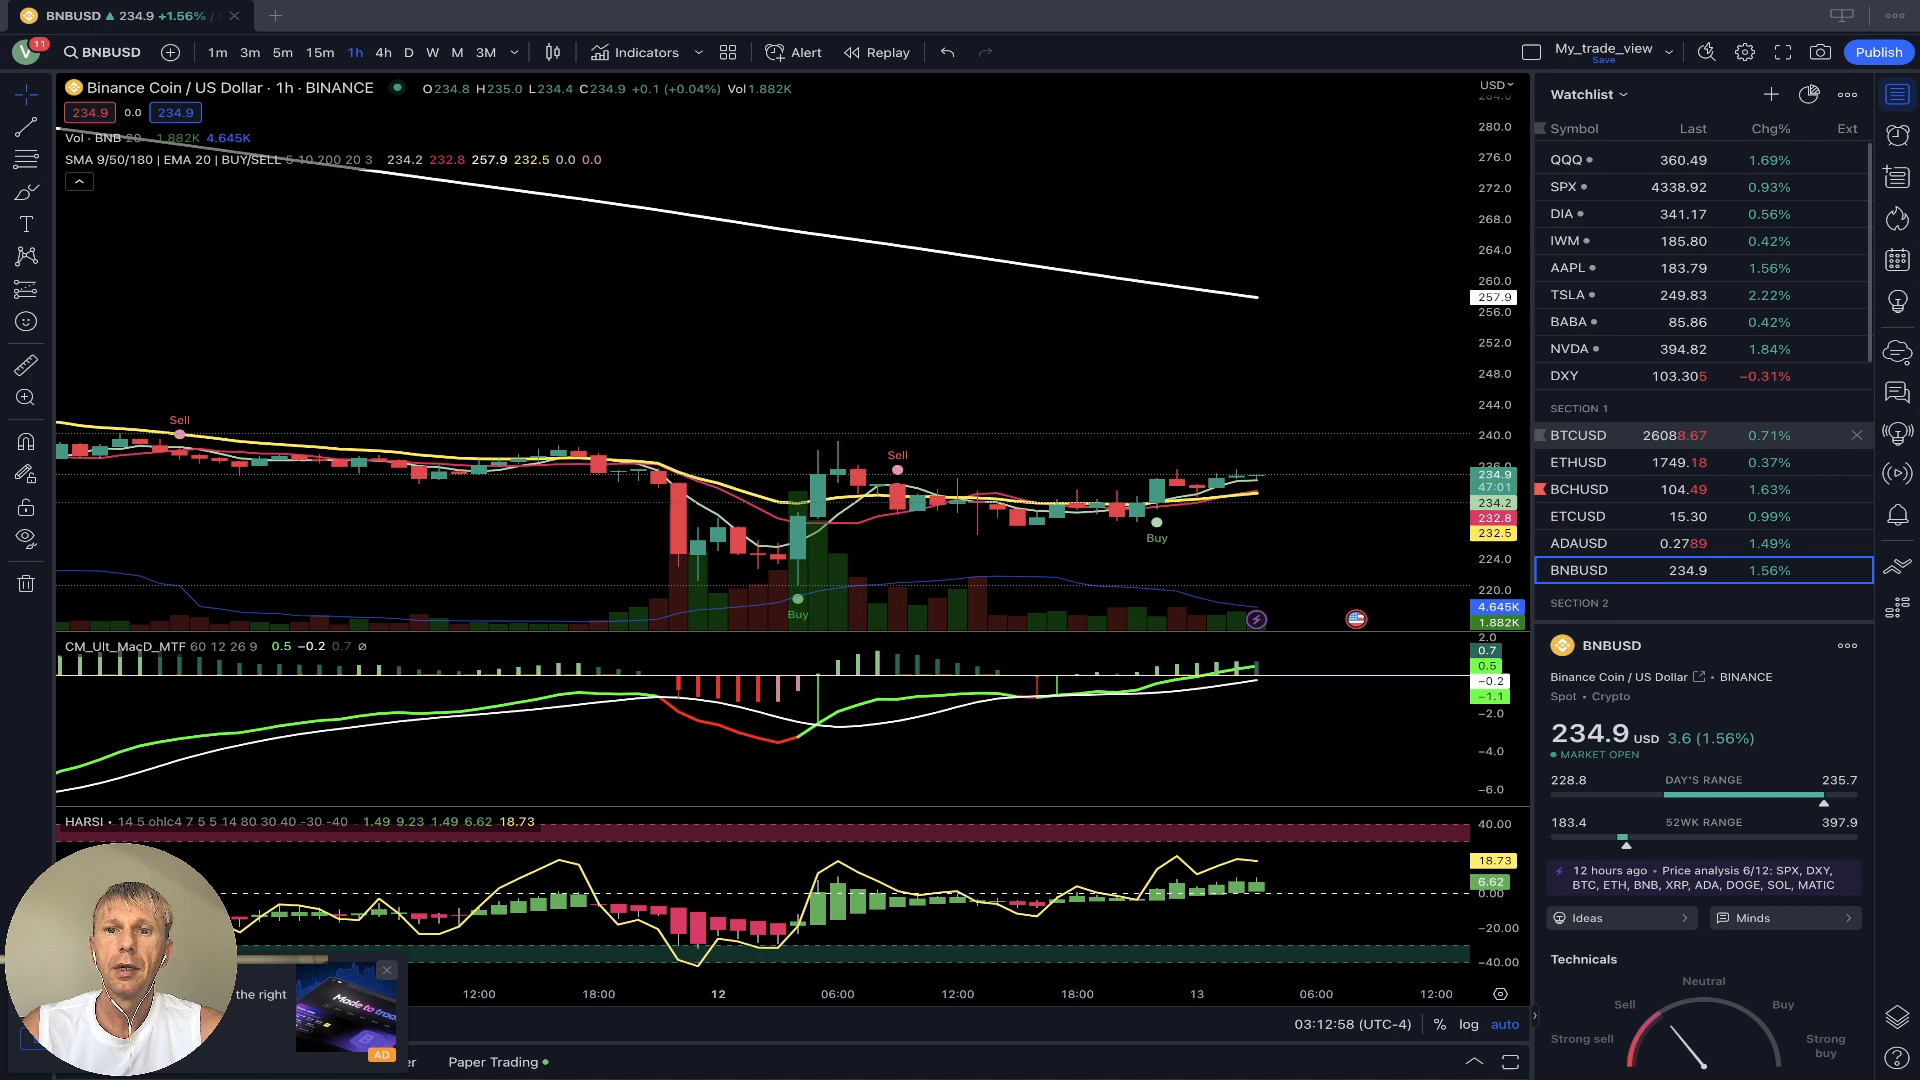 BNBUSD ▲ 234.9 +1.56% /
V 11 BNBUSD 1m 3m 5m 15m 1h 4h D W M 3M Indicators Alert Replay My_trade_view Save Publish
Binance Coin / US Dollar · 1h · BINANCE O234.8 H235.0 L234.4 C234.9 +0.1 (+0.04%) Vol1.882K
234.9 0.0 234.9
Vol · BNB 20 1.882K 4.645K
SMA 9/50/180 | EMA 20 | BUY/SELL 5 10 200 20 3 234.2 232.8 257.9 232.5 0.0 0.0
USD
284.0
280.0
276.0
272.0
268.0
264.0
260.0
257.9
256.0
252.0
248.0
244.0
240.0
236.0
234.9
47:01
234.2
232.8
232.5
224.0
220.0
4.645K
1.882K
Sell
Sell
Buy
Buy
CM_Ult_MacD_MTF 60 12 26 9 0.5 −0.2 0.7 ∅
2.0
0.7
0.5
−0.2
−1.1
−2.0
−4.0
−6.0
HARSI • 14 5 ohlc4 7 5 5 14 80 30 40 -30 -40 1.49 9.23 1.49 6.62 18.73
40.00
18.73
6.62
0.00
−20.00
−40.00
12:00 18:00 12 06:00 12:00 18:00 13 06:00 12:00
03:12:58 (UTC-4) % log auto
the right
Made to trad
AD
er Paper Trading
Watchlist
Symbol Last Chg% Ext
QQQ 360.49 1.69%
SPX 4338.92 0.93%
DIA 341.17 0.56%
IWM 185.80 0.42%
AAPL 183.79 1.56%
TSLA 249.83 2.22%
BABA 85.86 0.42%
NVDA 394.82 1.84%
DXY 103.305 −0.31%
SECTION 1
BTCUSD 26088.67 0.71%
ETHUSD 1749.18 0.37%
BCHUSD 104.49 1.63%
ETCUSD 15.30 0.99%
ADAUSD 0.2789 1.49%
BNBUSD 234.9 1.56%
SECTION 2
BNBUSD
Binance Coin / US Dollar • BINANCE
Spot • Crypto
234.9 USD 3.6 (1.56%)
MARKET OPEN
228.8 DAY'S RANGE 235.7
183.4 52WK RANGE 397.9
12 hours ago • Price analysis 6/12: SPX, DXY,
BTC, ETH, BNB, XRP, ADA, DOGE, SOL, MATIC
Ideas Minds
Technicals
Neutral
Sell Buy
Strong sell Strong
buy